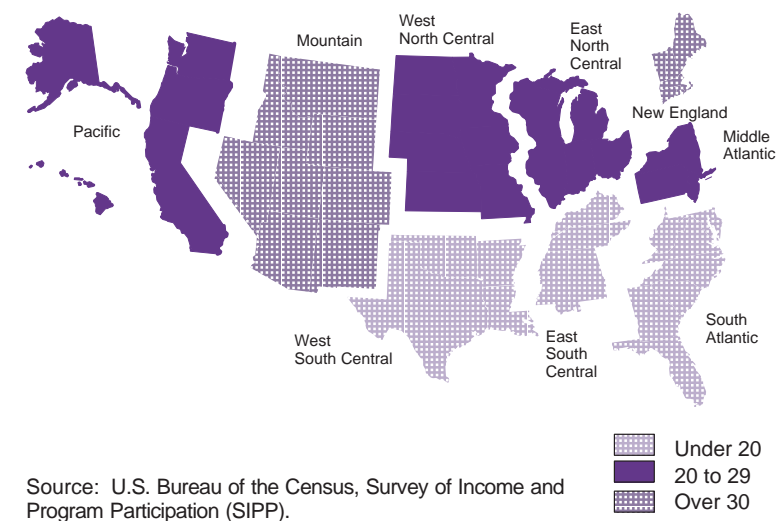 West
North Central
East
North
Central
Mountain
New England
Pacific
Middle
Atlantic
South
Atlantic
West
South Central
East
South
Central
Under 20
20 to 29
Over 30
Source: U.S. Bureau of the Census, Survey of Income and
Program Participation (SIPP).